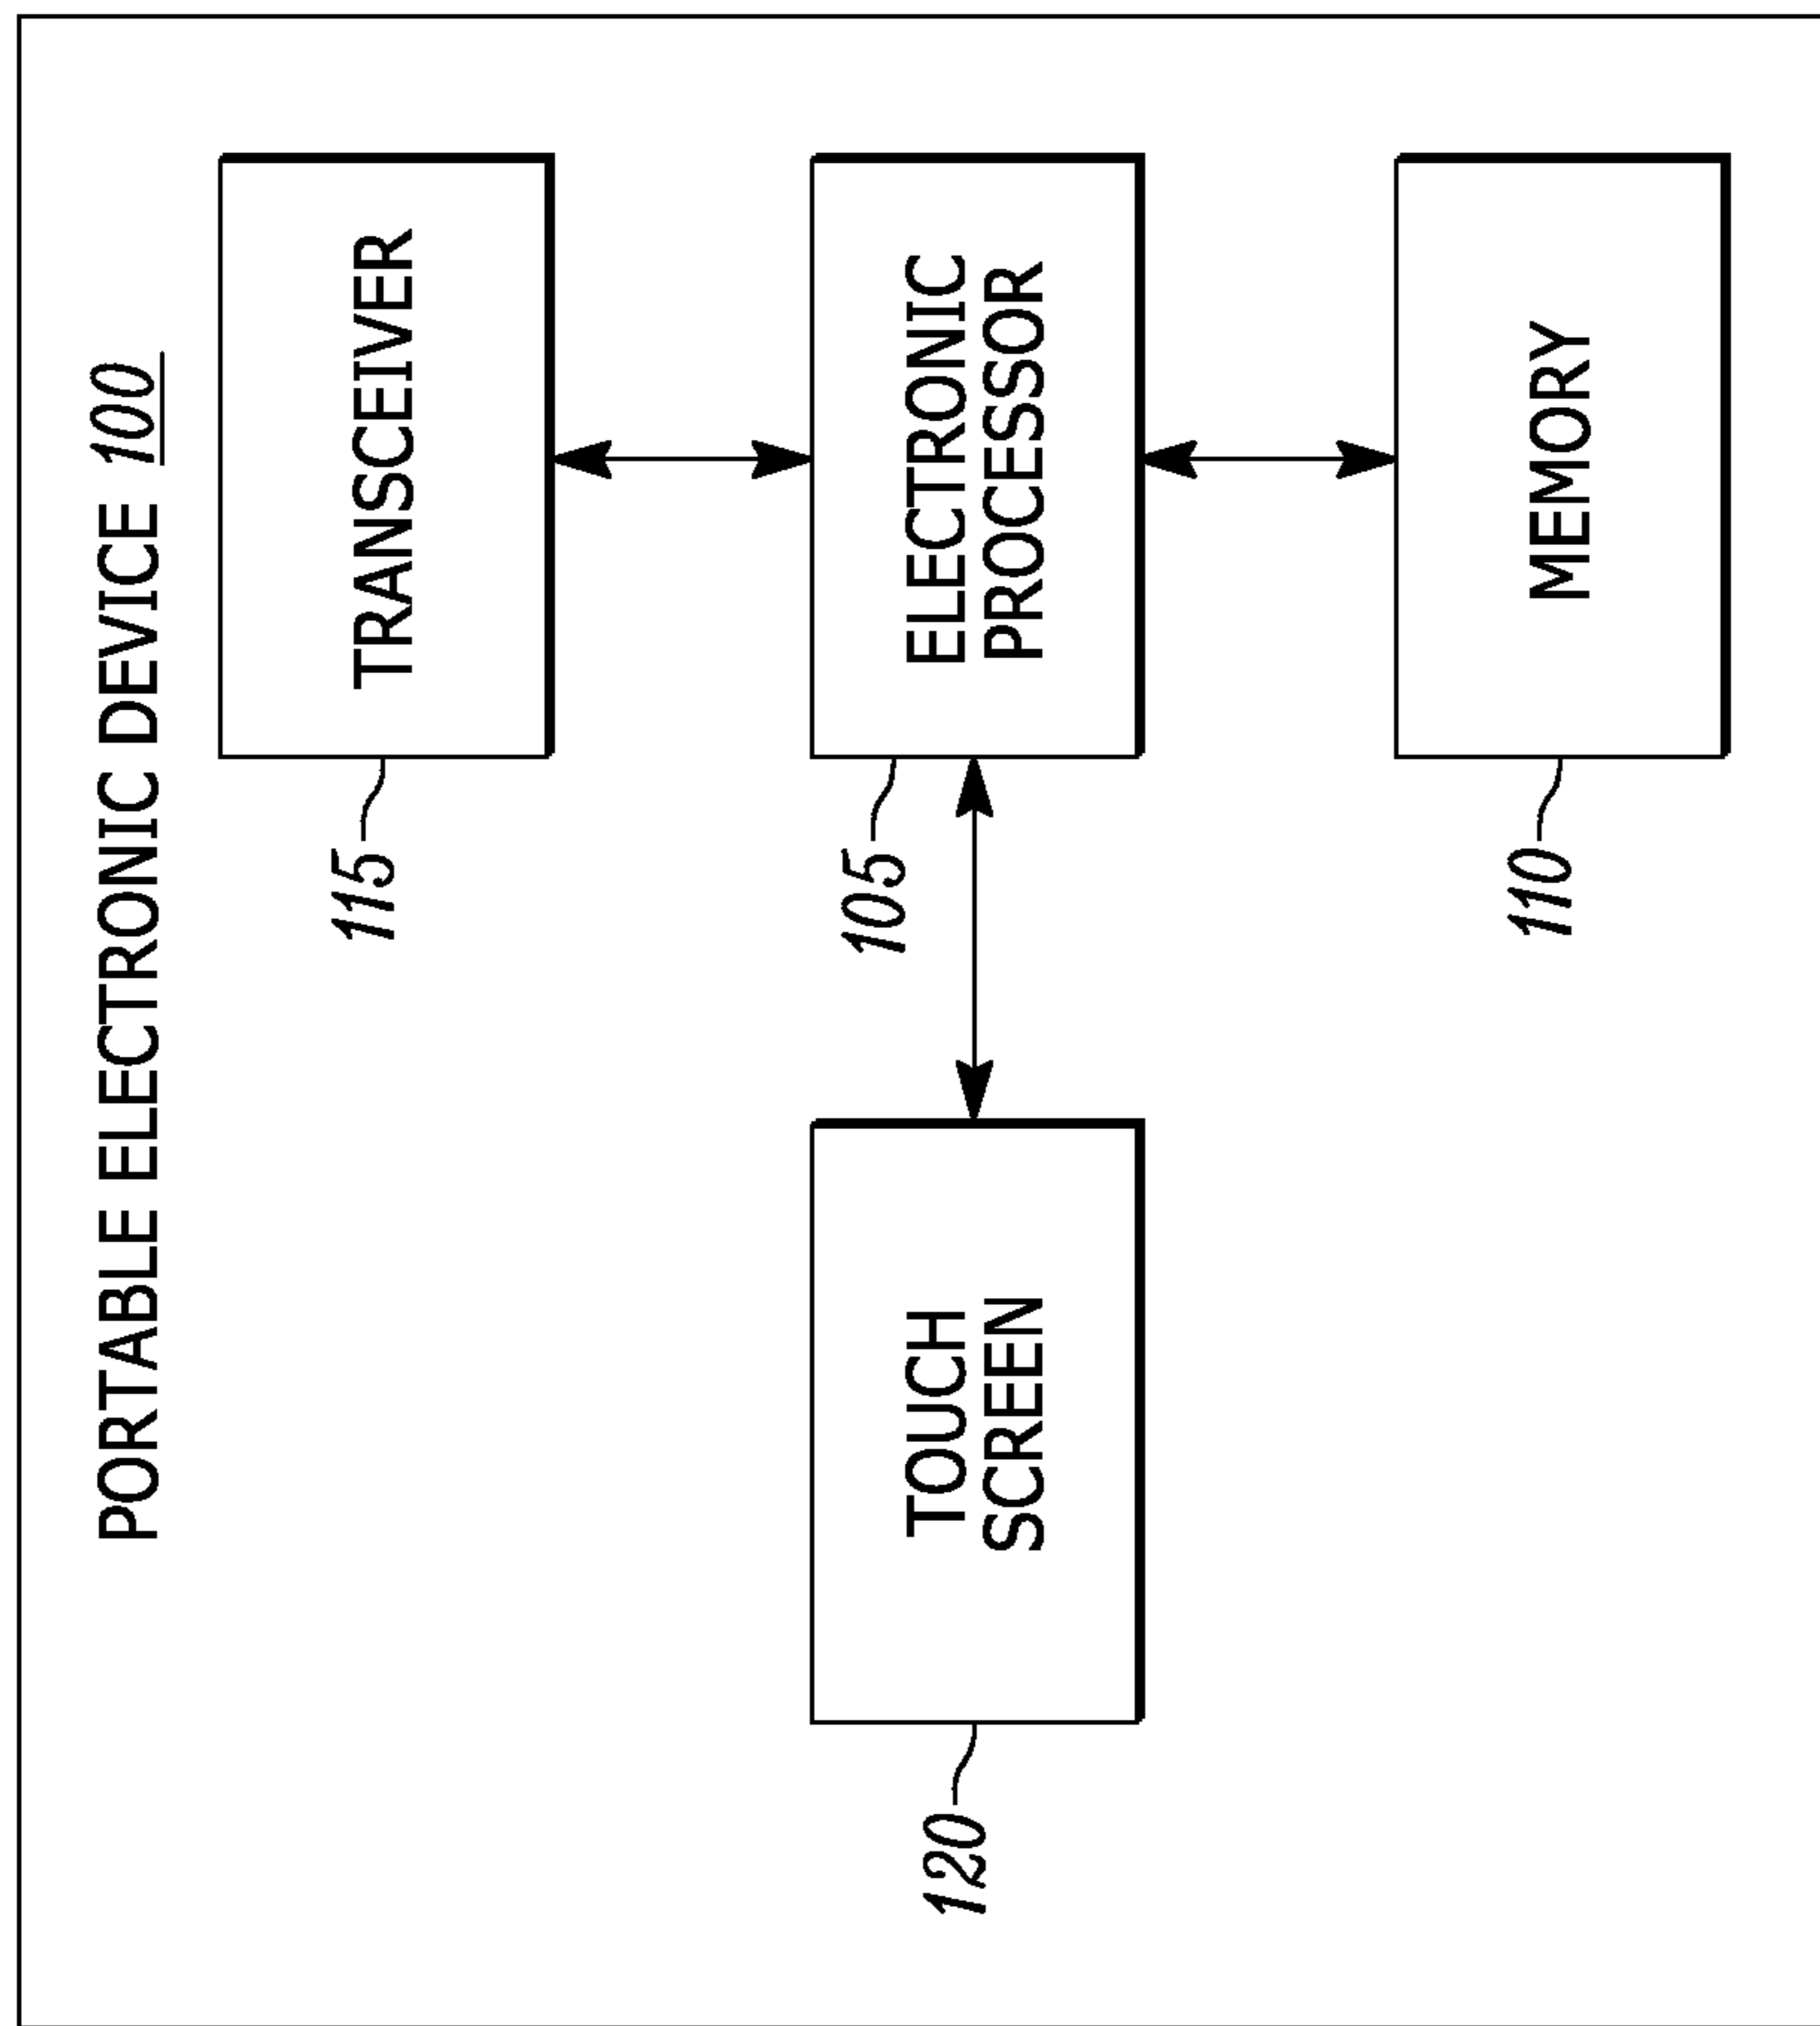 PORTABLE ELECTRONIC DEVICE 100
TRANSCEIVER
115
TOUCH
SCREEN
120
ELECTRONIC
PROCESSOR
105
MEMORY
110